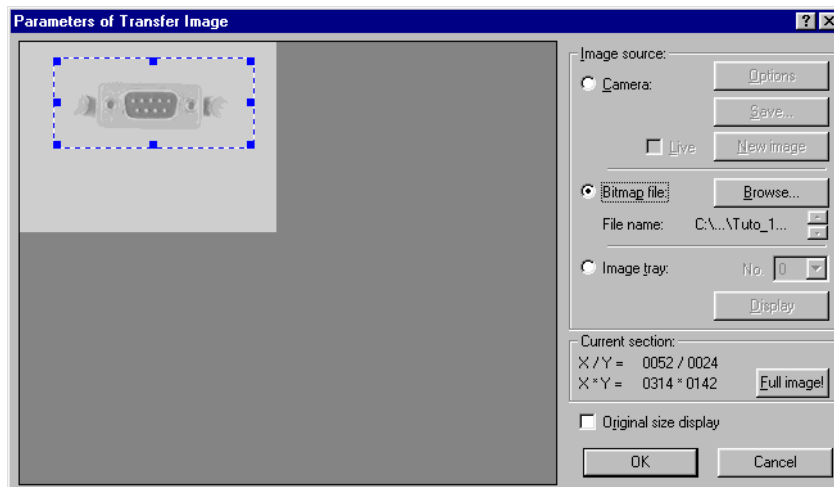 Parameters of Transfer Image
Image source:
Camera:
Options
Save...
Live
New image
Bitmap file:
Browse...
File name: C:\...\Tuto_1...
Image tray:
No. 0
Display
Current section:
X / Y = 0052 / 0024
X * Y = 0314 * 0142
Full image!
Original size display
OK
Cancel